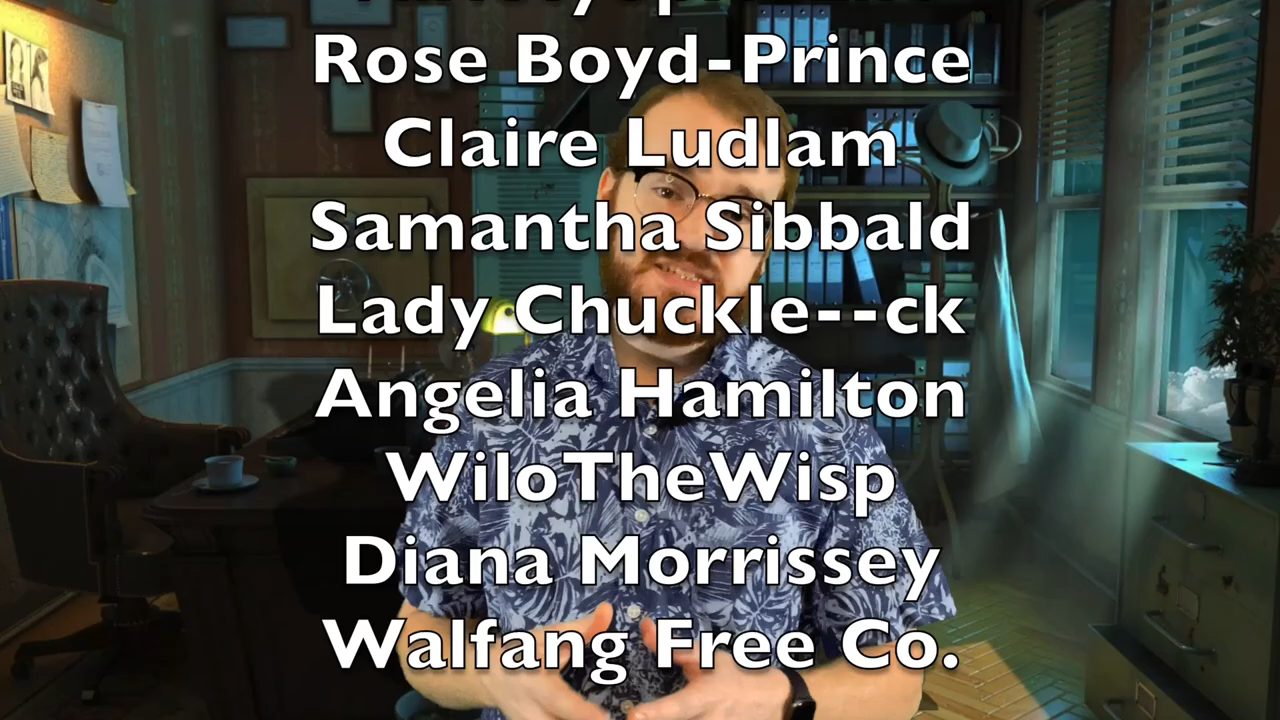 Rose Boyd-Prince
Claire Ludlam
Samantha Sibbald
Lady Chuckle--ck
Angelia Hamilton
WiloTheWisp
Diana Morrissey
Walfang Free Co.